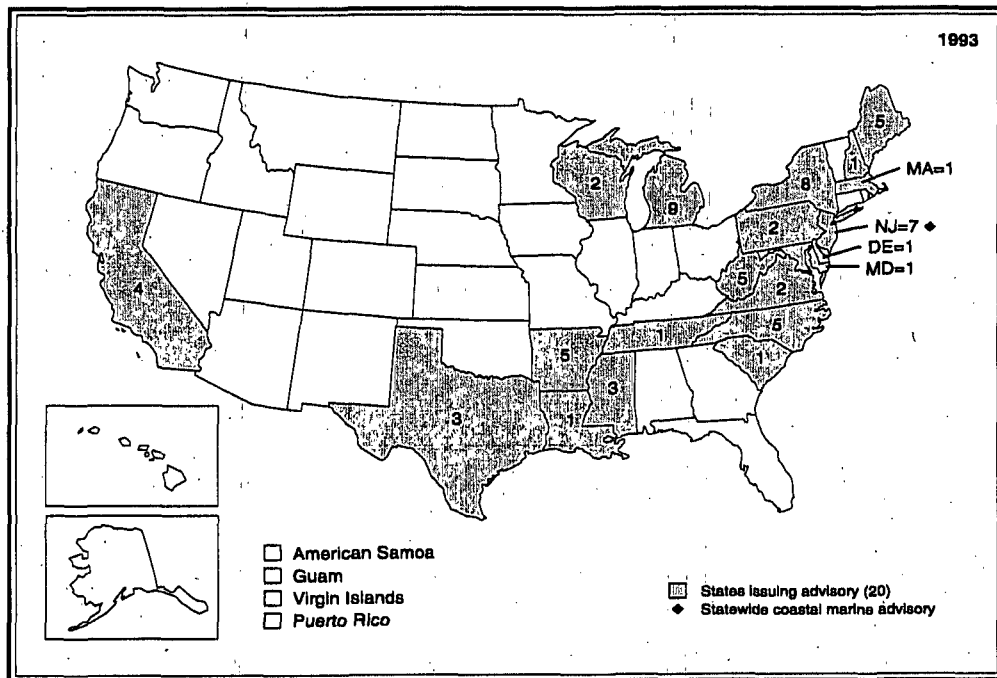 1993
5
1
MA=1
8
2
9
2
NJ=7 ◆
DE=1
MD=1
5
2
4
1
5
5
1
3
3
1
American Samoa
Guam
Virgin Islands
Puerto Rico
States issuing advisory (20)
◆ Statewide coastal marine advisory